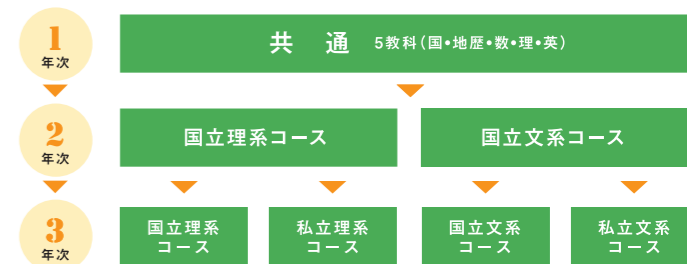 1
年次
共 通 5教科(国•地歴•数•理•英)
2
年次
国立理系コース
国立文系コース
3
年次
国立理系
コース
私立理系
コース
国立文系
コース
私立文系
コース